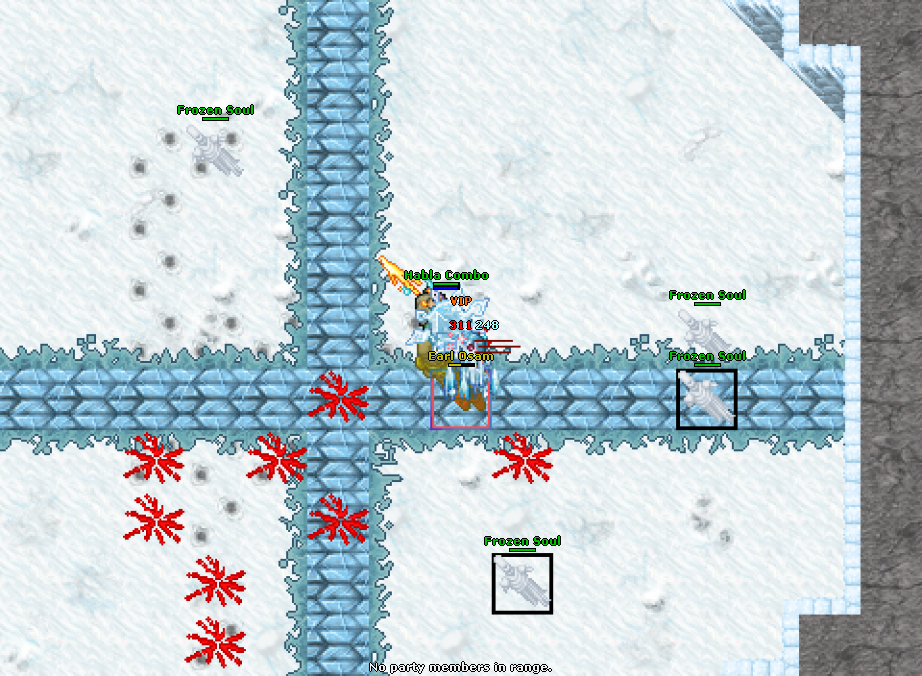 Frozen Soul
Habla Combo
VIP
Frozen Soul
311 248
Earl Osam
Frozen Soul
Frozen Soul
No party members in range.